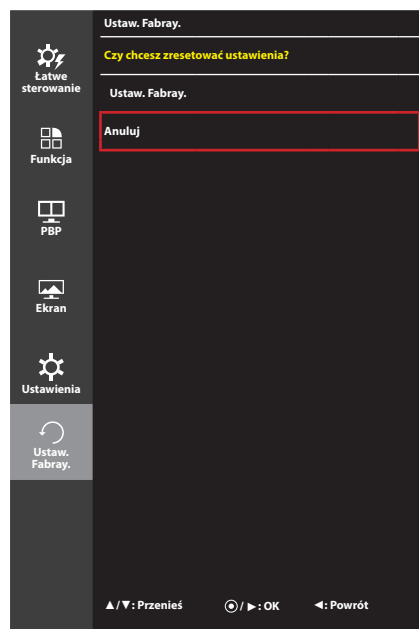 Ustaw. Fabray.
Czy chcesz zresetować ustawienia?
Ustaw. Fabray.
Anuluj
Łatwe
sterowanie
Funkcja
PBP
Ekran
Ustawienia
Ustaw.
Fabray.
▲/▼: Przenieś ◉/ ►: OK ◄: Powrót